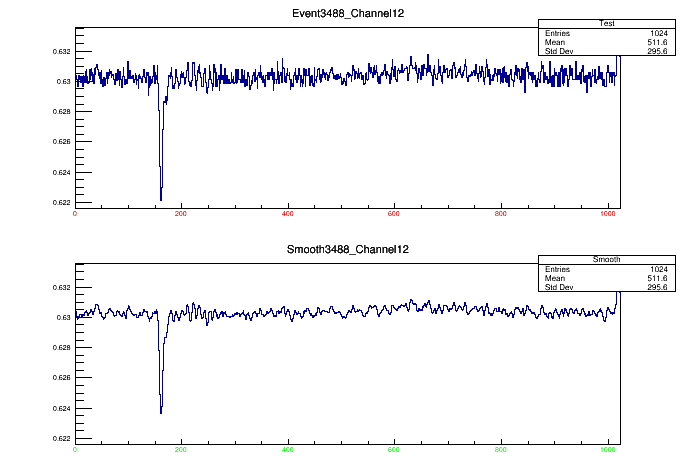 Event3488_Channel12
Test
Entries 1024
Mean 511.6
Std Dev 295.6
0.632
0.63
0.628
0.626
0.624
0.622
0 200 400 600 800 1000
Smooth3488_Channel12
Smooth
Entries 1024
Mean 511.6
Std Dev 295.6
0.632
0.63
0.628
0.626
0.624
0.622
0 200 400 600 800 1000